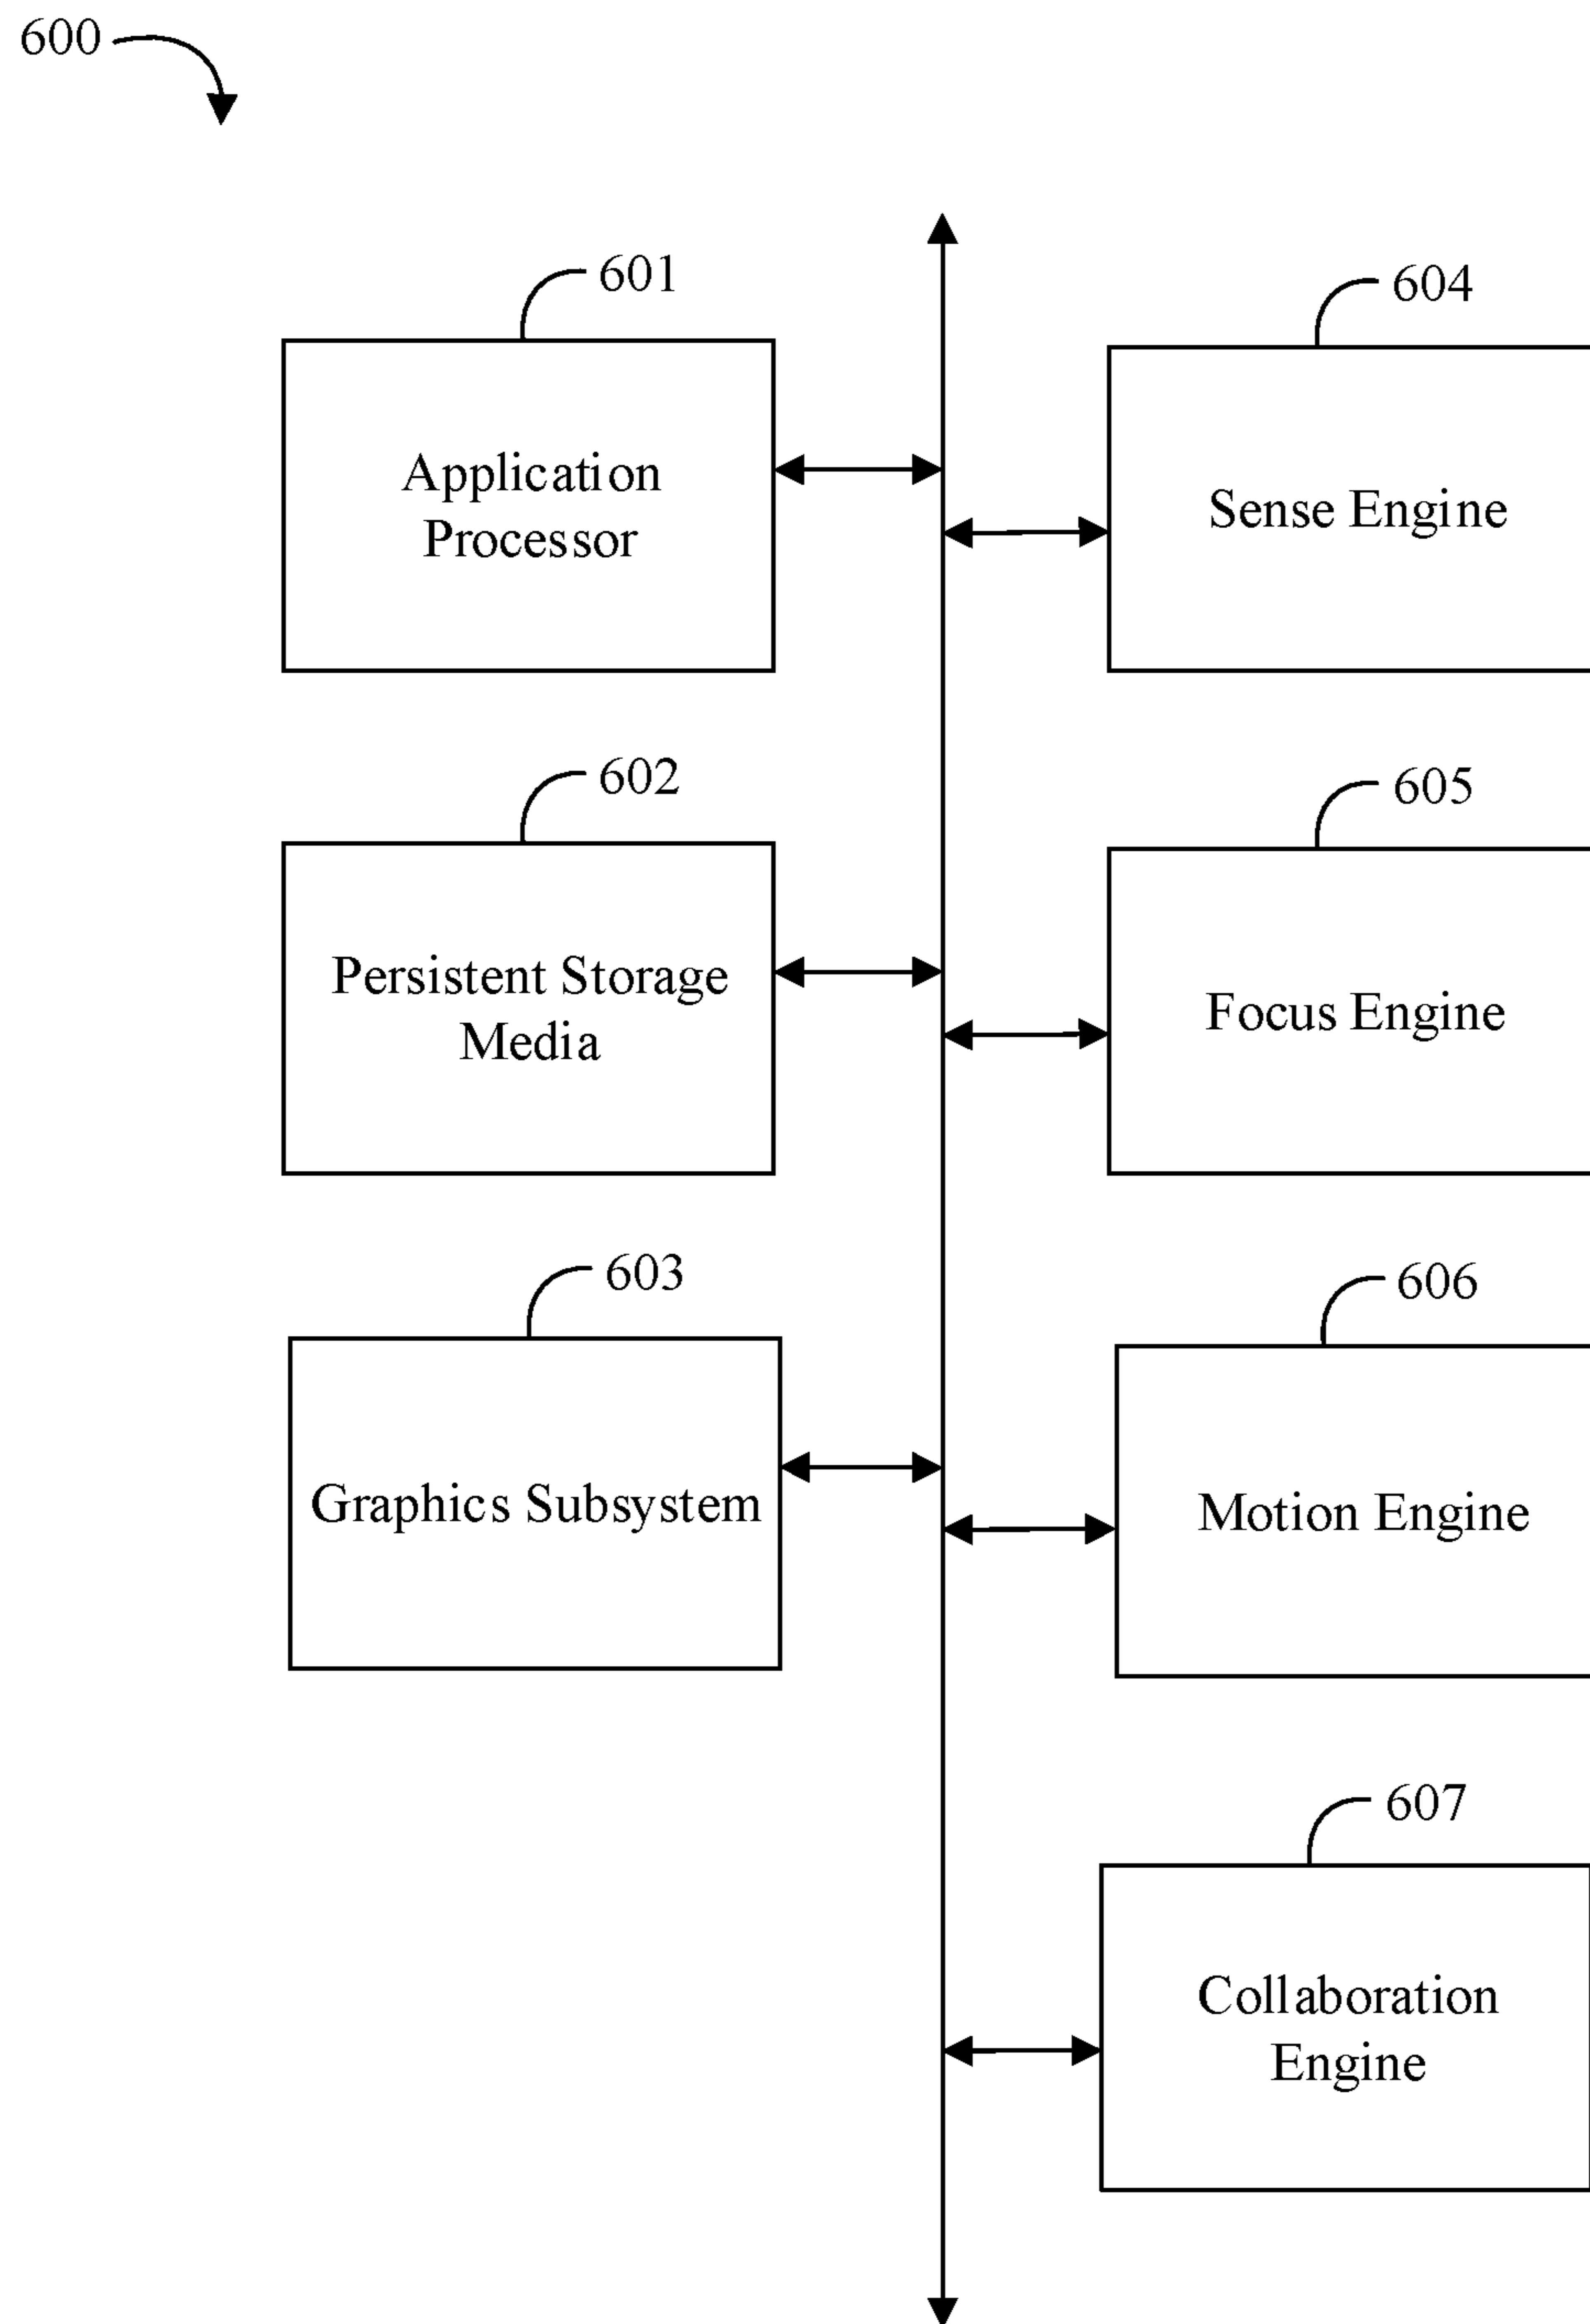 600
601
Application
Processor
602
Persistent Storage
Media
603
Graphics Subsystem
604
Sense Engine
605
Focus Engine
606
Motion Engine
607
Collaboration
Engine